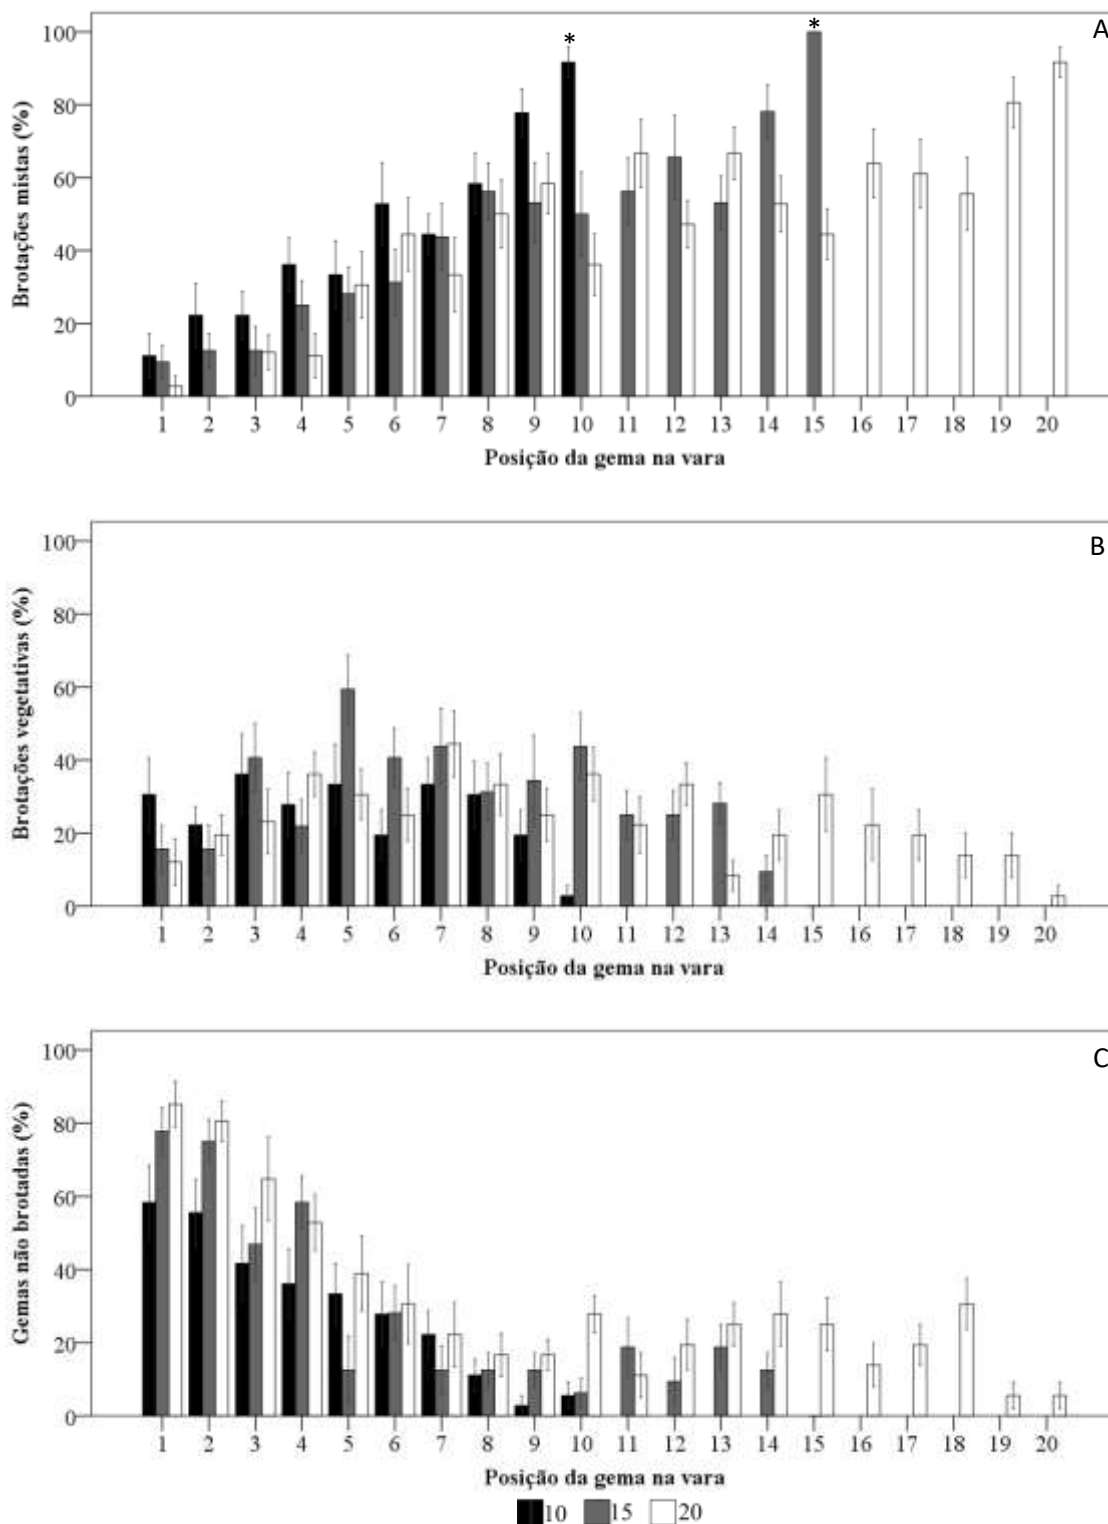 A
* *
Brotações mistas (%)
100
80
60
40
20
0
1 2 3 4 5 6 7 8 9 10 11 12 13 14 15 16 17 18 19 20
Posição da gema na vara
B
Brotações vegetativas (%)
100
80
60
40
20
0
1 2 3 4 5 6 7 8 9 10 11 12 13 14 15 16 17 18 19 20
Posição da gema na vara
C
Gemas não brotadas (%)
100
80
60
40
20
0
1 2 3 4 5 6 7 8 9 10 11 12 13 14 15 16 17 18 19 20
Posição da gema na vara
10 15 20